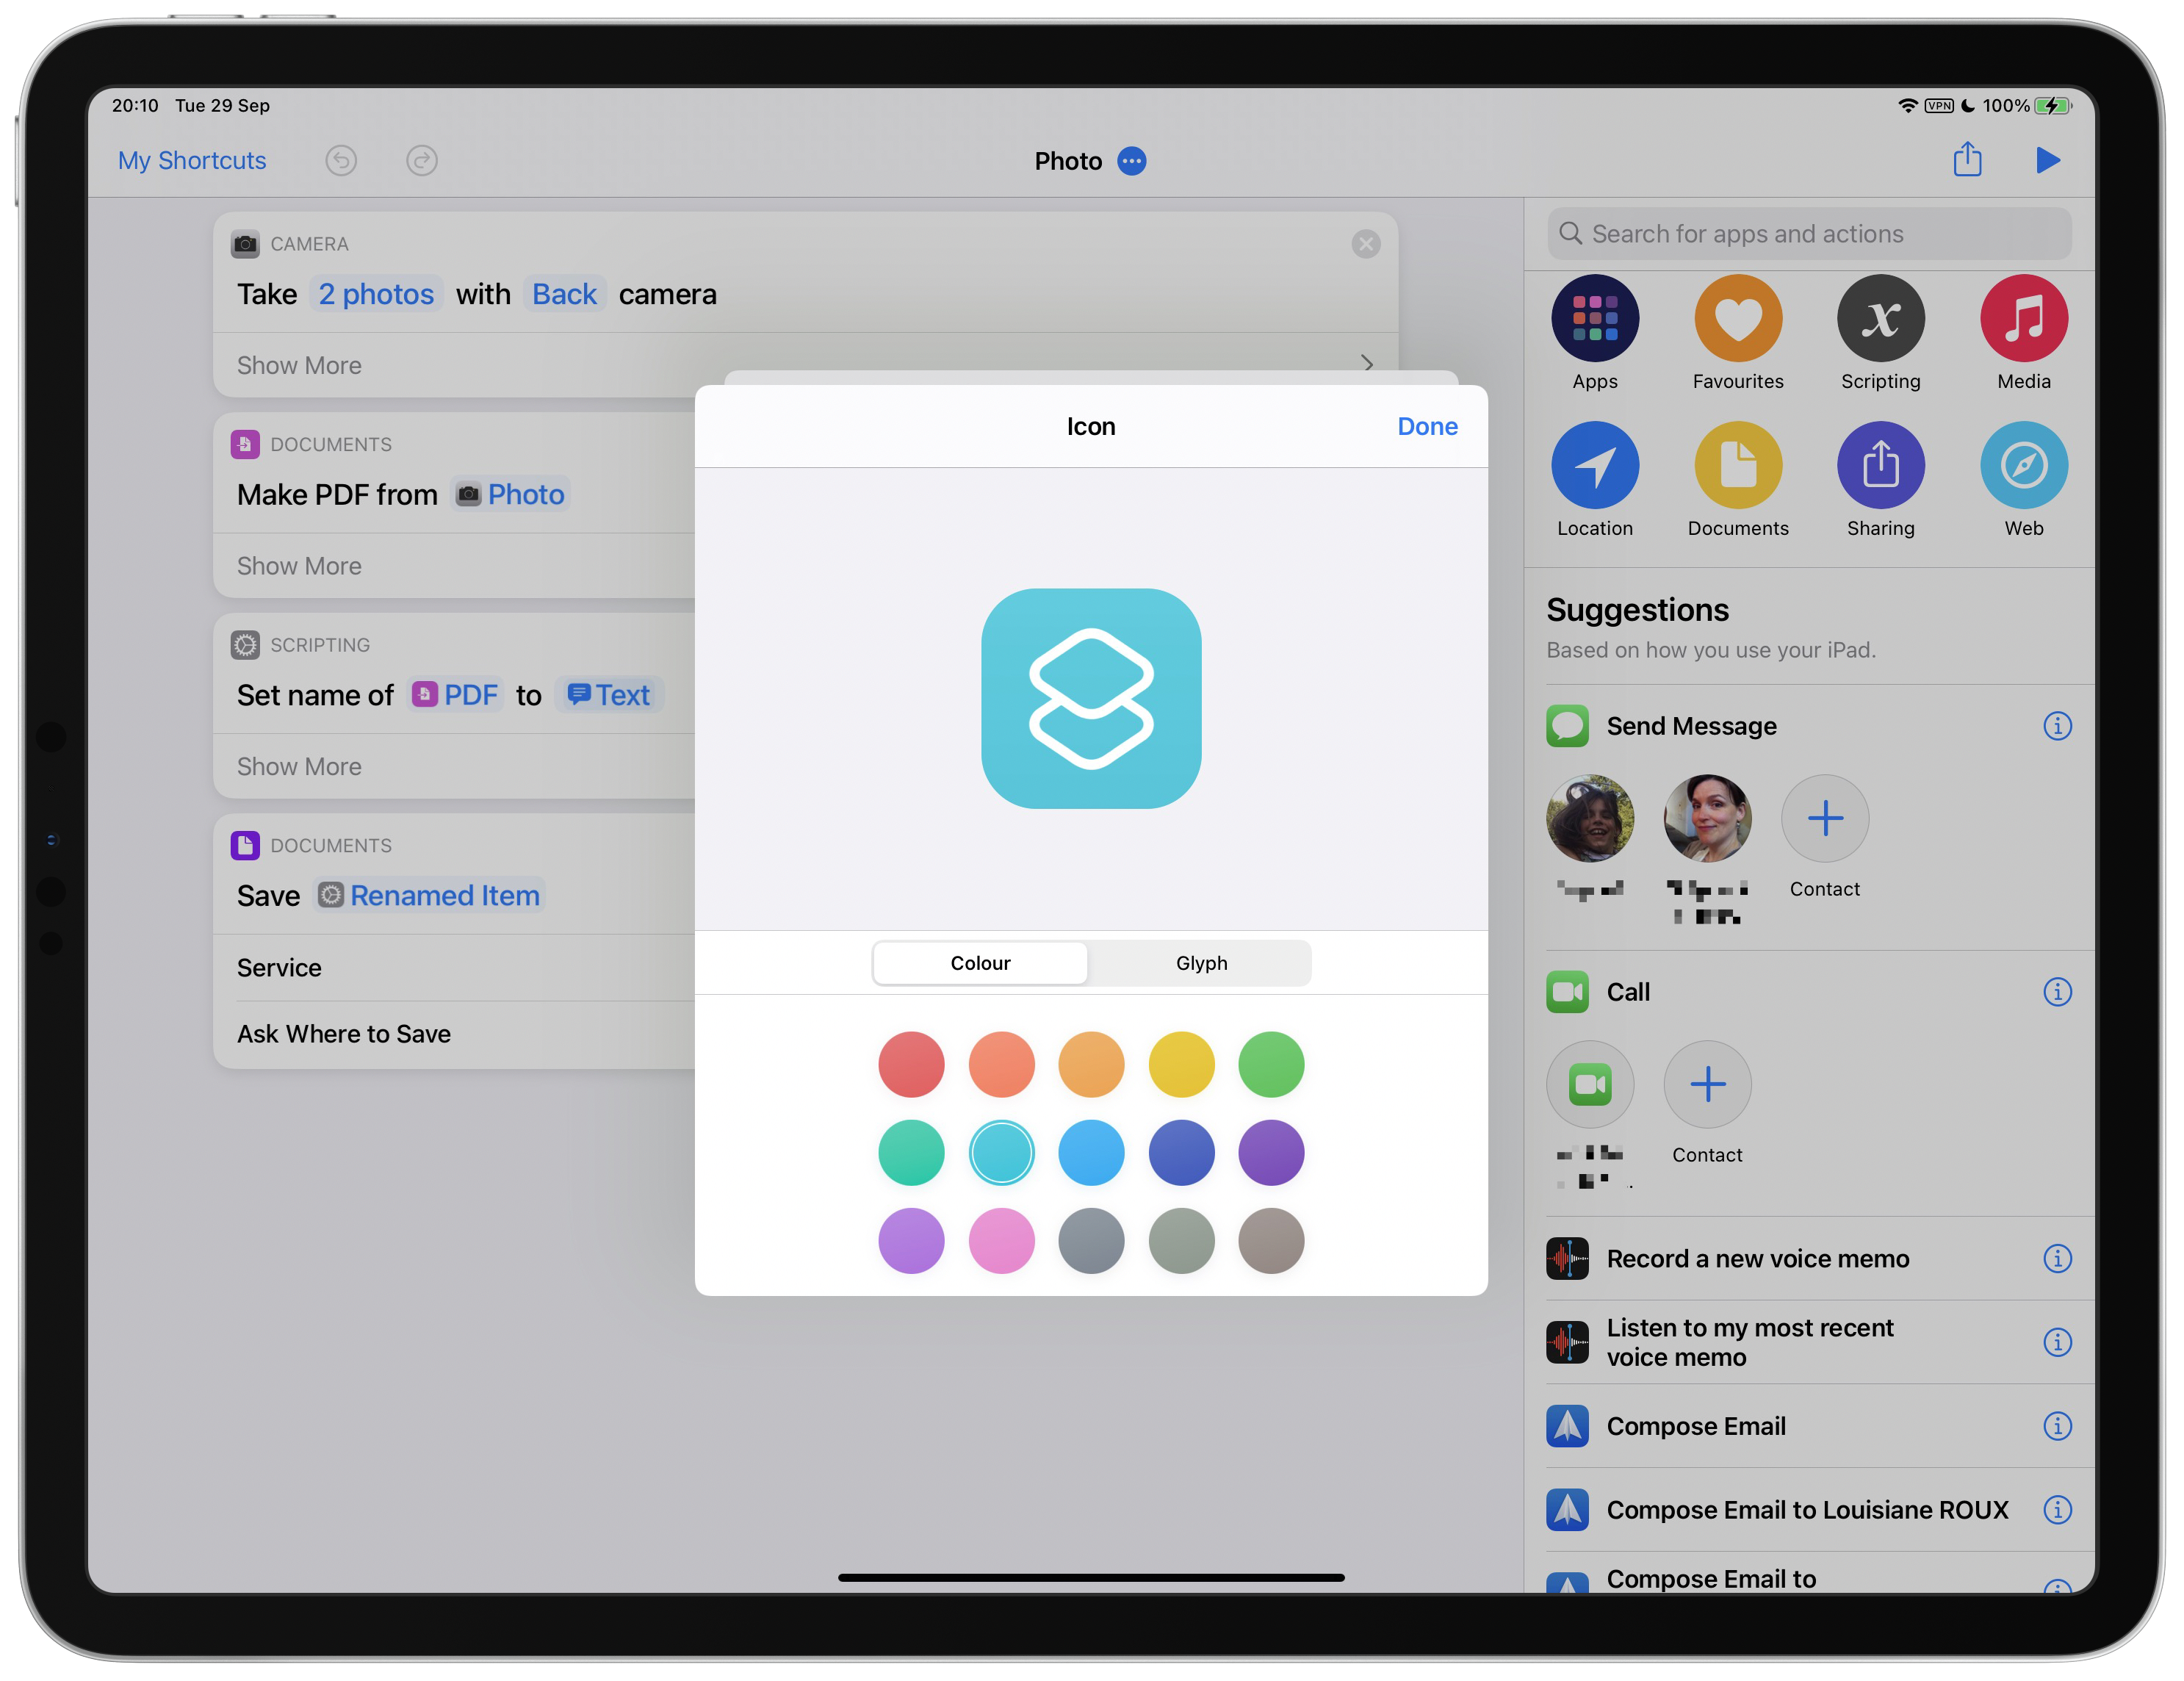 20:10 Tue 29 Sep
VPN 100%
My Shortcuts
Photo
CAMERA
Take 2 photos with Back camera
Show More
DOCUMENTS
Make PDF from Photo
Show More
SCRIPTING
Set name of PDF to Text
Show More
DOCUMENTS
Save Renamed Item
Service
Ask Where to Save
Icon
Done
Colour
Glyph
Search for apps and actions
Apps
Favourites
Scripting
Media
Location
Documents
Sharing
Web
Suggestions
Based on how you use your iPad.
Send Message
Contact
Call
Contact
Record a new voice memo
Listen to my most recent
voice memo
Compose Email
Compose Email to Louisiane ROUX
Compose Email to